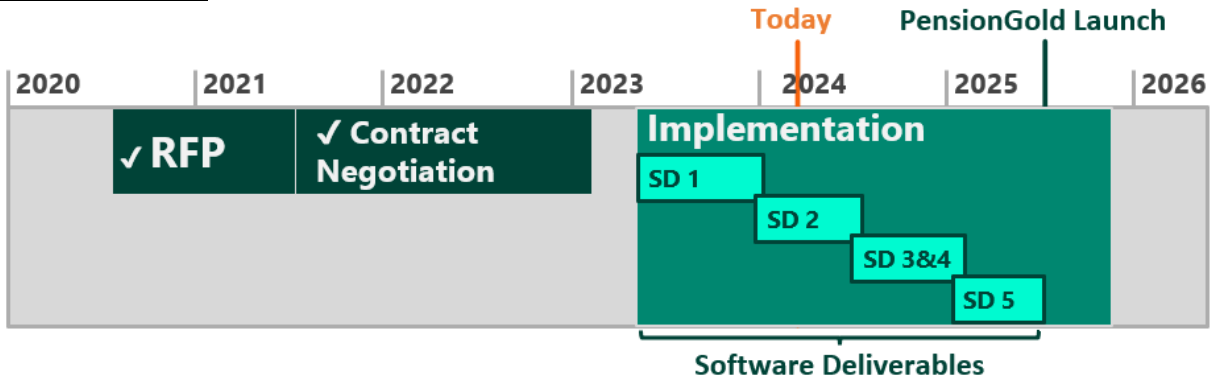 Today
PensionGold Launch
2020
2021
2022
2023
2024
2025
2026
✓ RFP
✓ Contract
Negotiation
Implementation
SD 1
SD 2
SD 3&4
SD 5
Software Deliverables